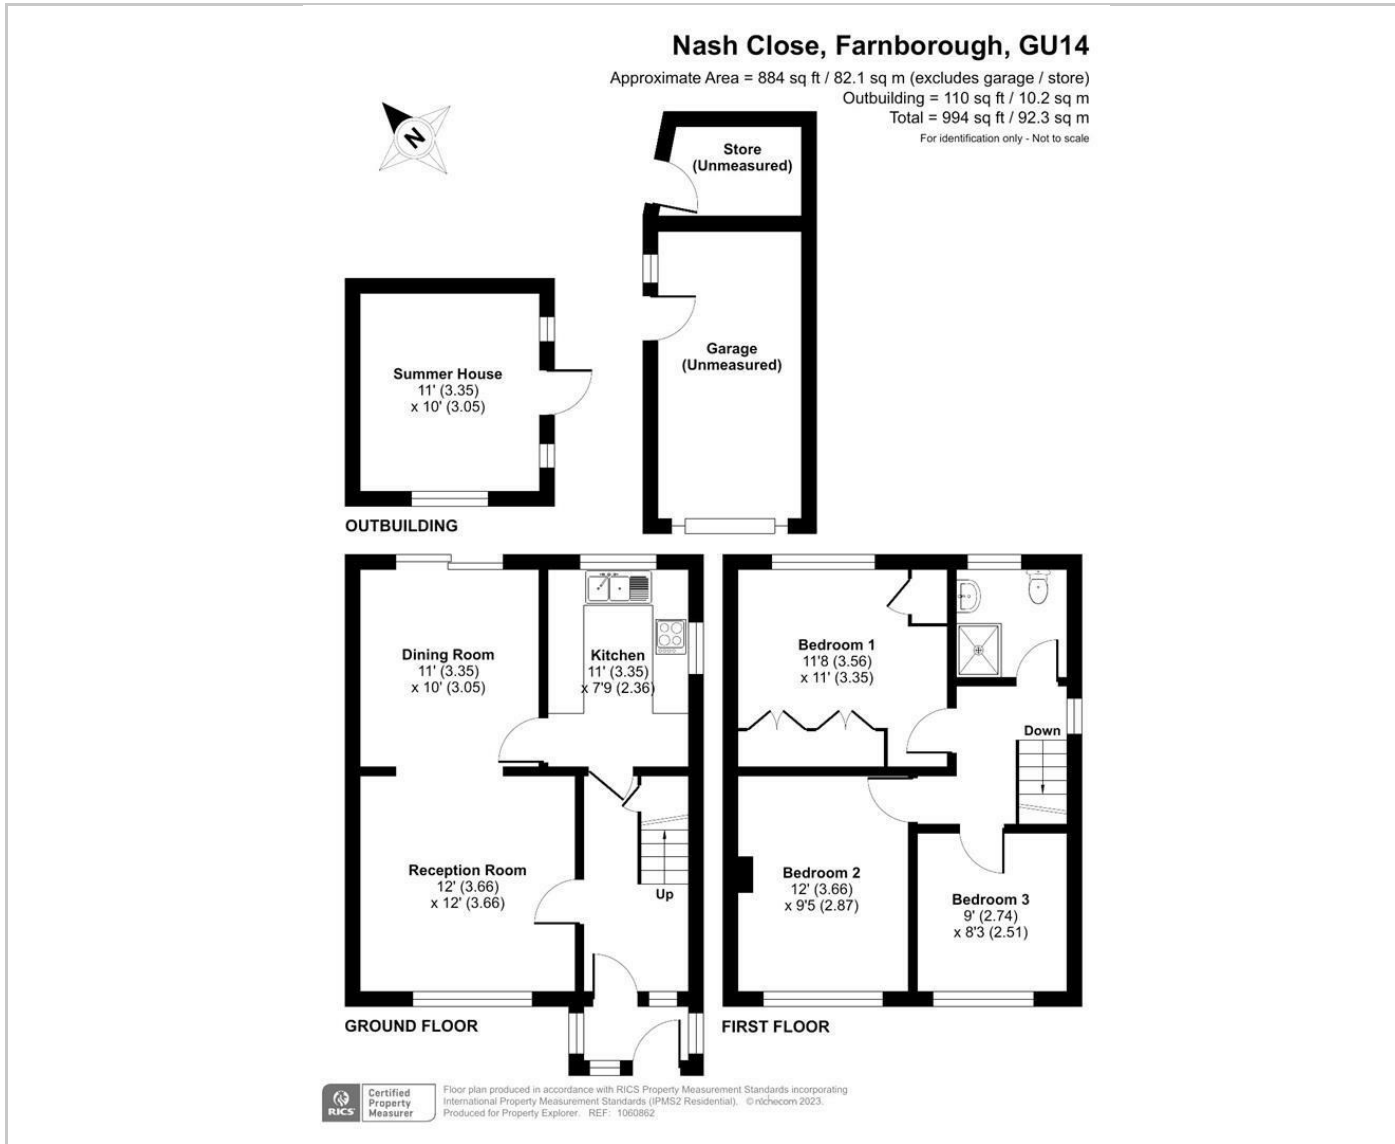 Nash Close, Farnborough, GU14
Approximate Area = 884 sq ft / 82.1 sq m (excludes garage / store)
Outbuilding = 110 sq ft / 10.2 sq m
Total = 994 sq ft / 92.3 sq m
For identification only - Not to scale
N
Store
(Unmeasured)
Garage
(Unmeasured)
Summer House
11' (3.35)
x 10' (3.05)
OUTBUILDING
Dining Room
11' (3.35)
x 10' (3.05)
Kitchen
11' (3.35)
x 7'9 (2.36)
Reception Room
12' (3.66)
x 12' (3.66)
Up
GROUND FLOOR
Bedroom 1
11'8 (3.56)
x 11' (3.35)
Down
Bedroom 2
12' (3.66)
x 9'5 (2.87)
Bedroom 3
9' (2.74)
x 8'3 (2.51)
FIRST FLOOR
RICS
Certified
Property
Measurer
Floor plan produced in accordance with RICS Property Measurement Standards incorporating
International Property Measurement Standards (IPMS2 Residential). © nichecom 2023.
Produced for Property Explorer. REF: 1060862